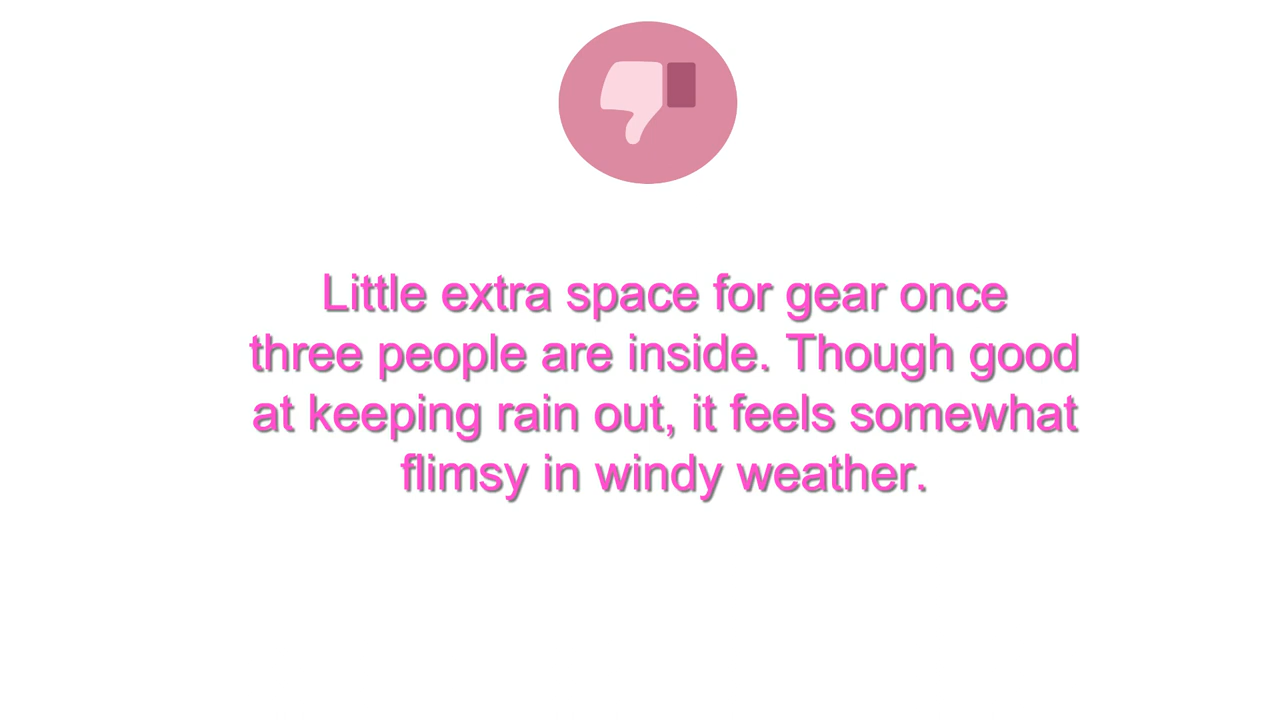 Little extra space for gear once
three people are inside. Though good
at keeping rain out, it feels somewhat
flimsy in windy weather.